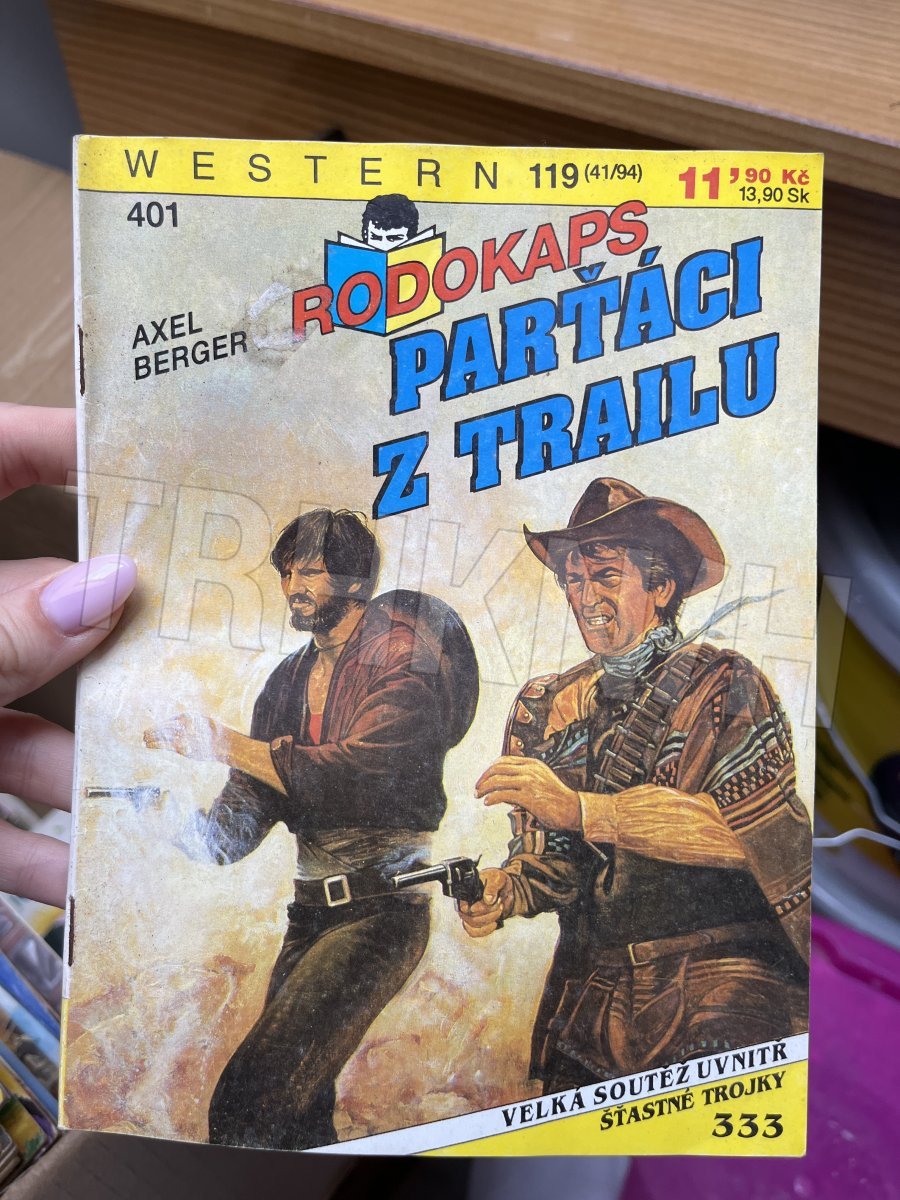 WESTERN 119 (41/94) 11,90 Kč
13,90 Sk
401
RODOKAPS
AXEL
BERGER
PARŤÁCI
Z TRAILU
VELKÁ SOUTĚŽ UVNITŘ
ŠŤASTNÉ TROJKY
333